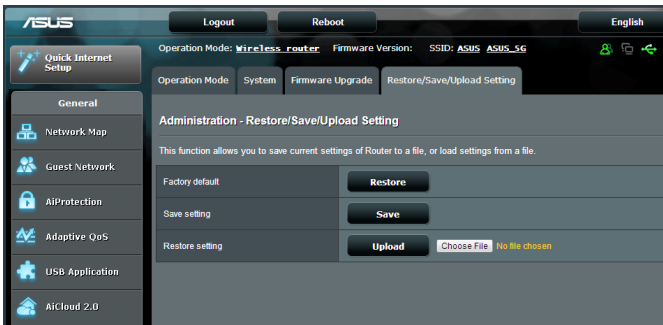 ASUS
Logout
Reboot
English
Quick Internet
Setup
Operation Mode: Wireless router Firmware Version: SSID: ASUS ASUS_5G
Operation Mode
System
Firmware Upgrade
Restore/Save/Upload Setting
General
Network Map
Guest Network
AiProtection
Adaptive QoS
USB Application
AiCloud 2.0
Administration - Restore/Save/Upload Setting
This function allows you to save current settings of Router to a file, or load settings from a file.
Factory default
Restore
Save setting
Save
Restore setting
Upload
Choose File No file chosen